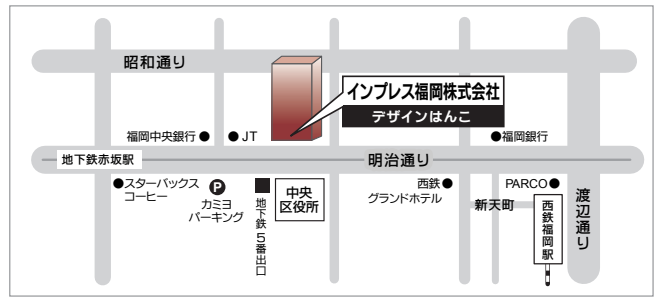 昭和通り
インプレス福岡株式会社
デザインはんこ
福岡中央銀行
JT
福岡銀行
地下鉄赤坂駅
明治通り
スターバックス
コーヒー
P
カミヨ
パーキング
地下鉄5番出口
中央
区役所
西鉄
グランドホテル
新天町
PARCO
西鉄福岡駅
渡辺通り